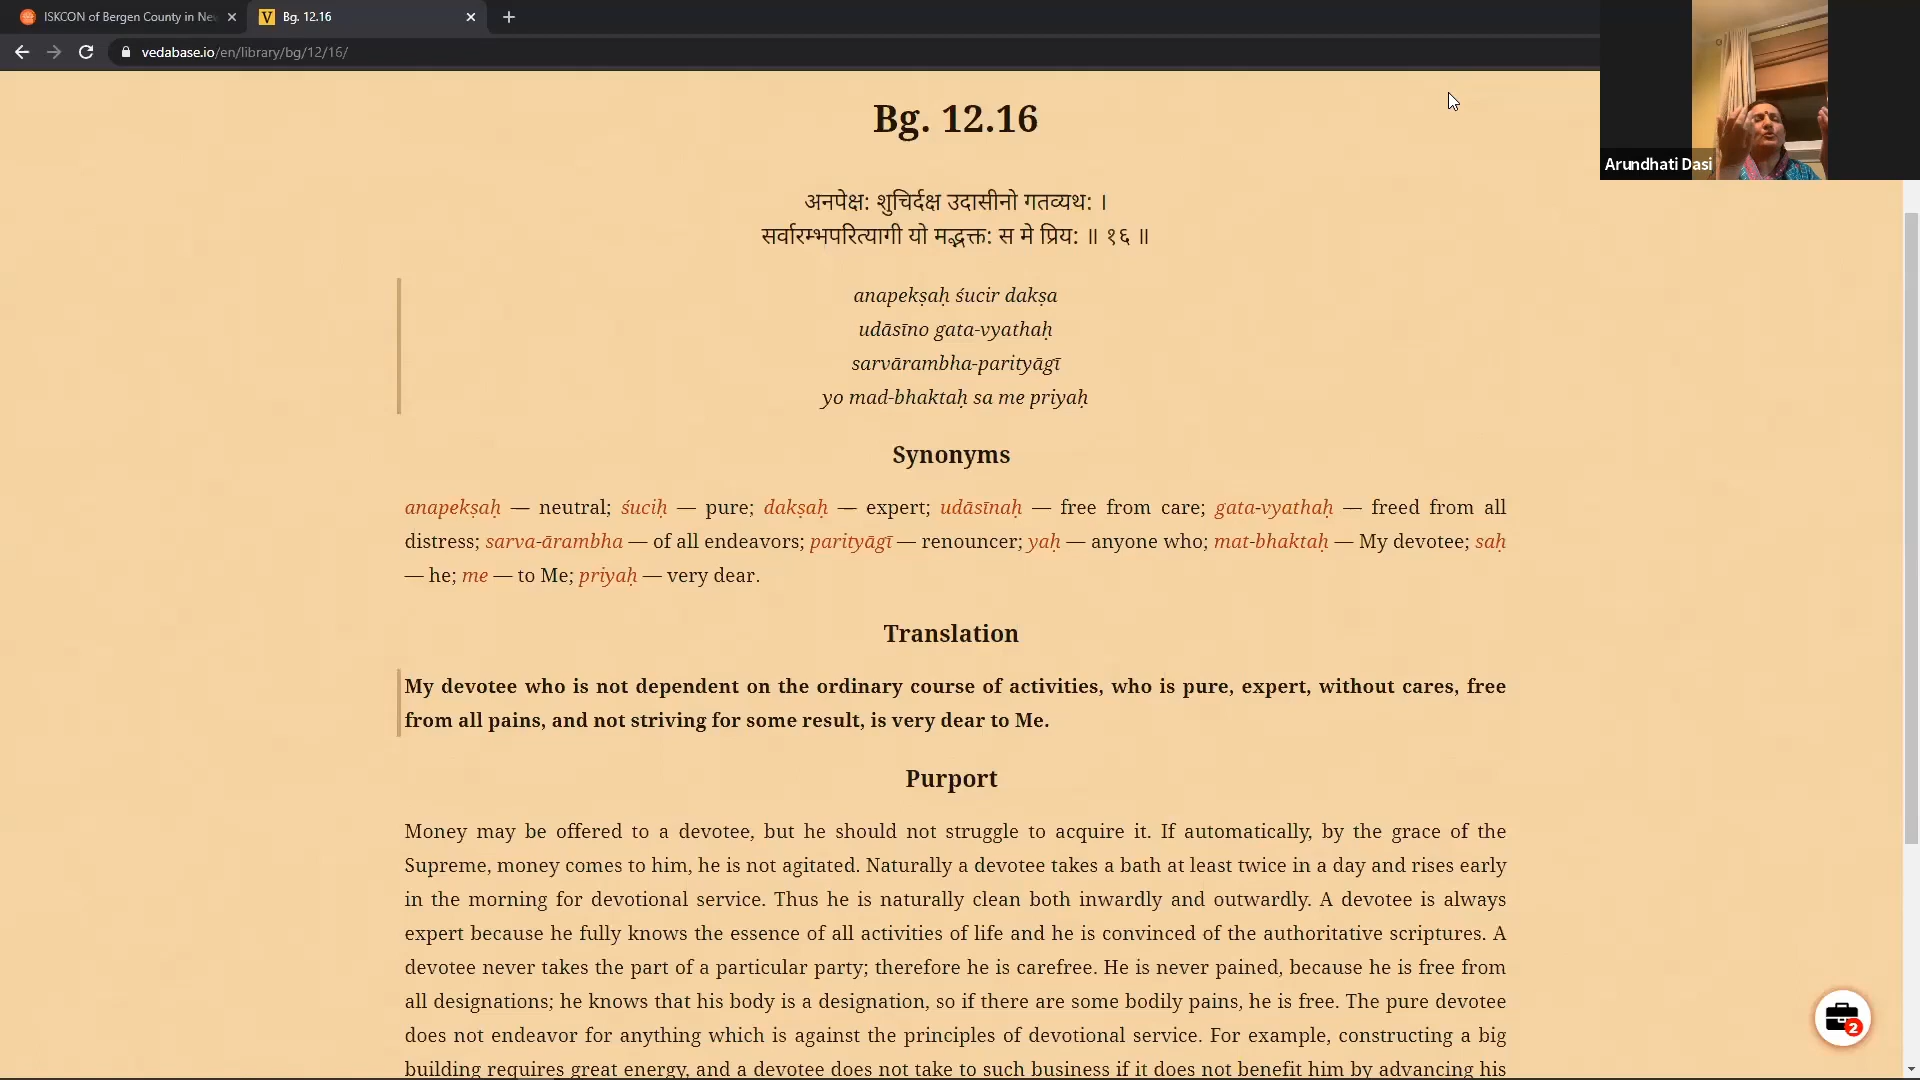 ISKCON of Bergen County in Ne
Bg. 12.16
vedabase.io/en/library/bg/12/16/
Arundhati Dasi
Bg. 12.16
अनपेक्ष: शुचिर्दक्ष उदासीनो गतव्यथ: ।
सर्वारम्भपरित्यागी यो मद्भ‍क्त: स मे प्रिय: ॥ १६ ॥
anapekṣaḥ śucir dakṣa
udāsīno gata-vyathaḥ
sarvārambha-parityāgī
yo mad-bhaktaḥ sa me priyaḥ
Synonyms
anapekṣaḥ — neutral; śuciḥ — pure; dakṣaḥ — expert; udāsīnaḥ — free from care; gata-vyathaḥ — freed from all
distress; sarva-ārambha — of all endeavors; parityāgī — renouncer; yaḥ — anyone who; mat-bhaktaḥ — My devotee; saḥ
— he; me — to Me; priyaḥ — very dear.
Translation
My devotee who is not dependent on the ordinary course of activities, who is pure, expert, without cares, free
from all pains, and not striving for some result, is very dear to Me.
Purport
Money may be offered to a devotee, but he should not struggle to acquire it. If automatically, by the grace of the
Supreme, money comes to him, he is not agitated. Naturally a devotee takes a bath at least twice in a day and rises early
in the morning for devotional service. Thus he is naturally clean both inwardly and outwardly. A devotee is always
expert because he fully knows the essence of all activities of life and he is convinced of the authoritative scriptures. A
devotee never takes the part of a particular party; therefore he is carefree. He is never pained, because he is free from
all designations; he knows that his body is a designation, so if there are some bodily pains, he is free. The pure devotee
does not endeavor for anything which is against the principles of devotional service. For example, constructing a big
building requires great energy, and a devotee does not take to such business if it does not benefit him by advancing his
2